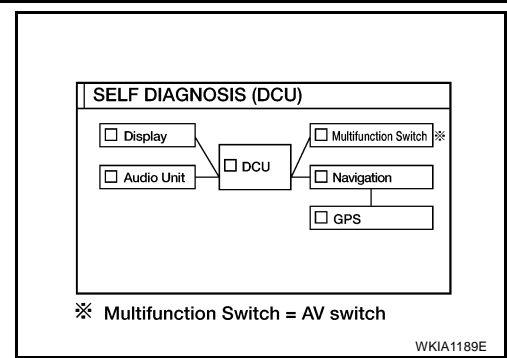 SELF DIAGNOSIS (DCU)
Display
Multifunction Switch ※
DCU
Audio Unit
Navigation
GPS
※ Multifunction Switch = AV switch
WKIA1189E